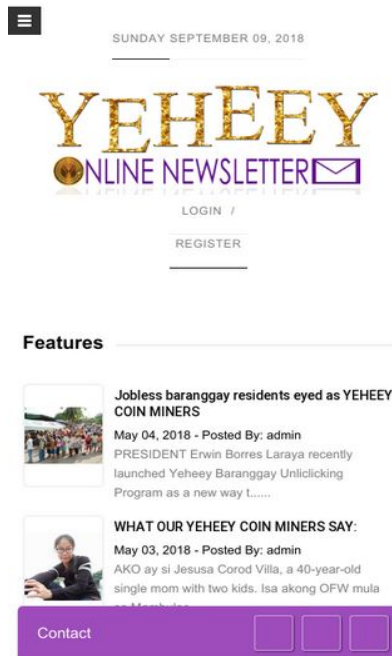 SUNDAY SEPTEMBER 09, 2018
YEHEEY
ONLINE NEWSLETTER
LOGIN /
REGISTER
Features
Jobless baranggay residents eyed as YEHEEY
COIN MINERS
May 04, 2018 - Posted By: admin
PRESIDENT Erwin Borres Laraya recently
launched Yeheey Baranggay Unliclicking
Program as a new way t......
WHAT OUR YEHEEY COIN MINERS SAY:
May 03, 2018 - Posted By: admin
AKO ay si Jesusa Corod Villa, a 40-year-old
single mom with two kids. Isa akong OFW mula
Contact